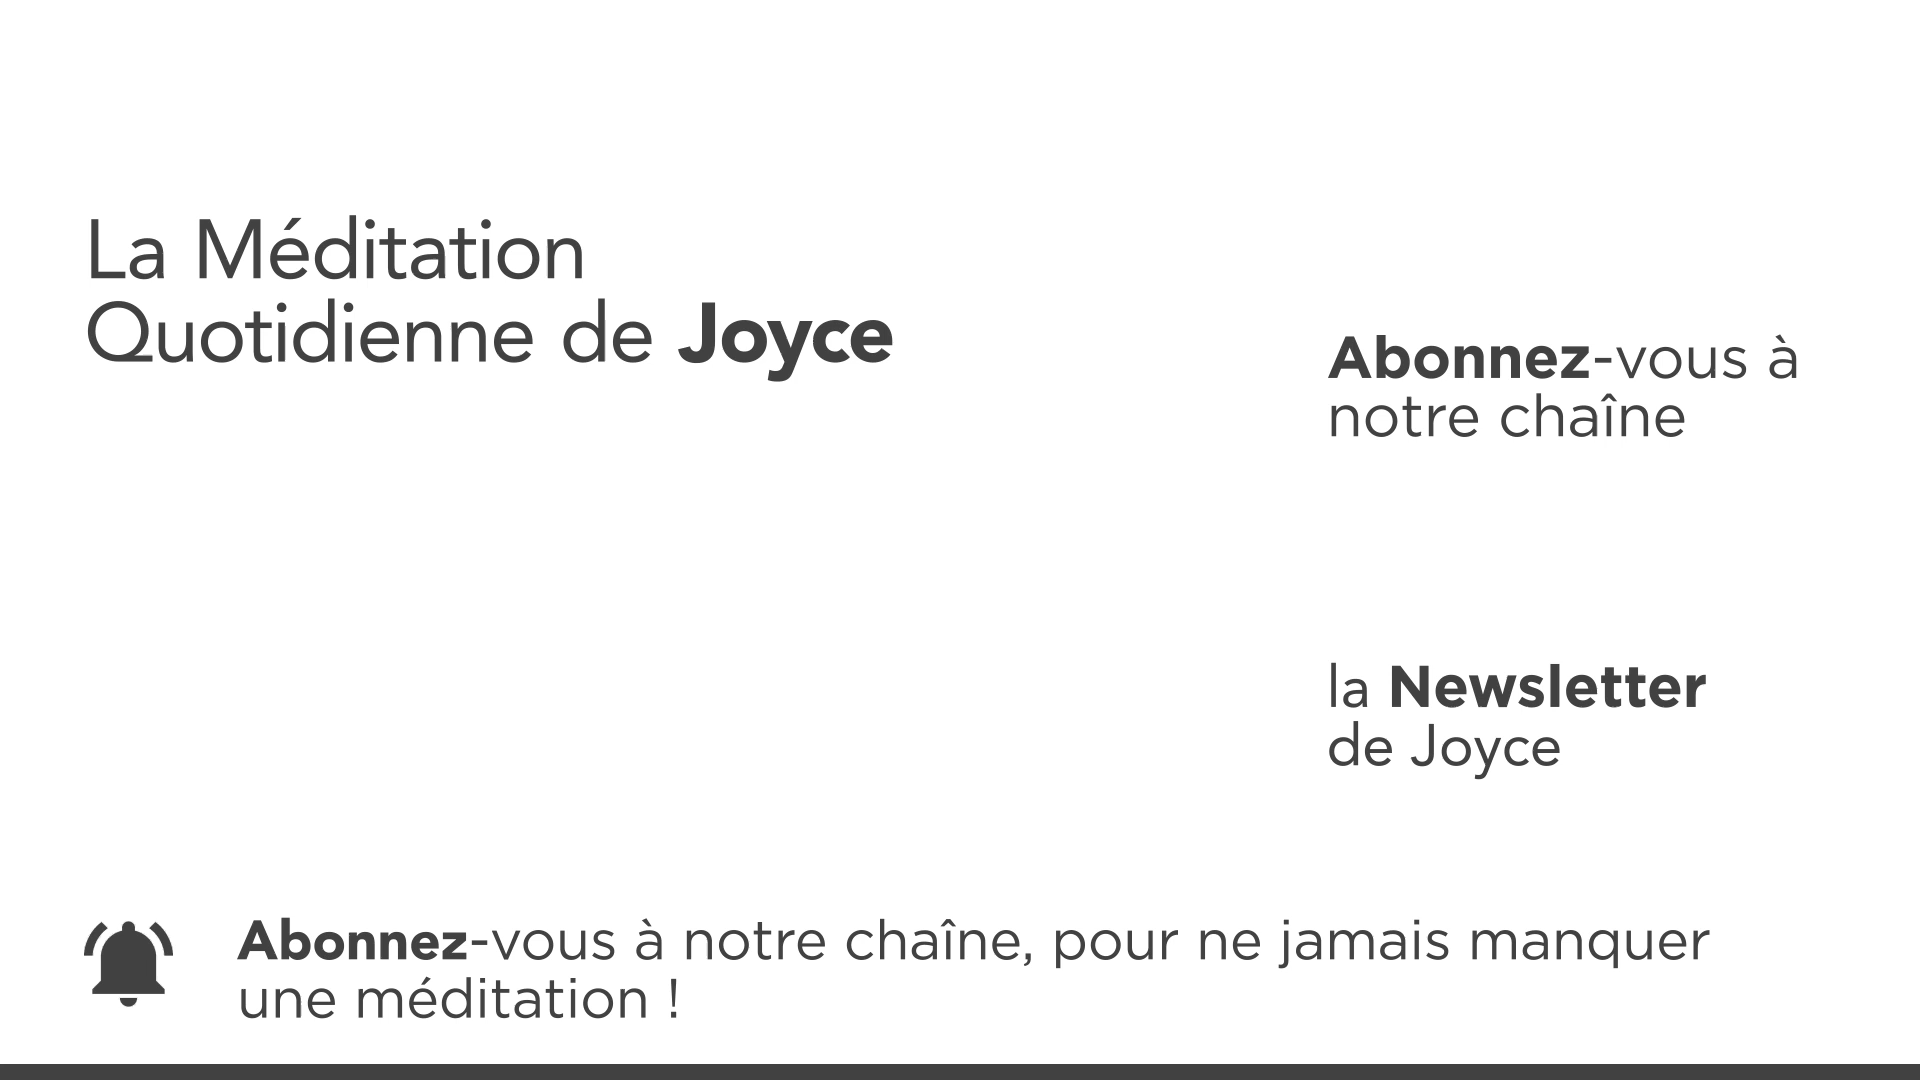 La Méditation
Quotidienne de Joyce
Abonnez-vous à
notre chaîne
la Newsletter
de Joyce
Abonnez-vous à notre chaîne, pour ne jamais manquer
une méditation !